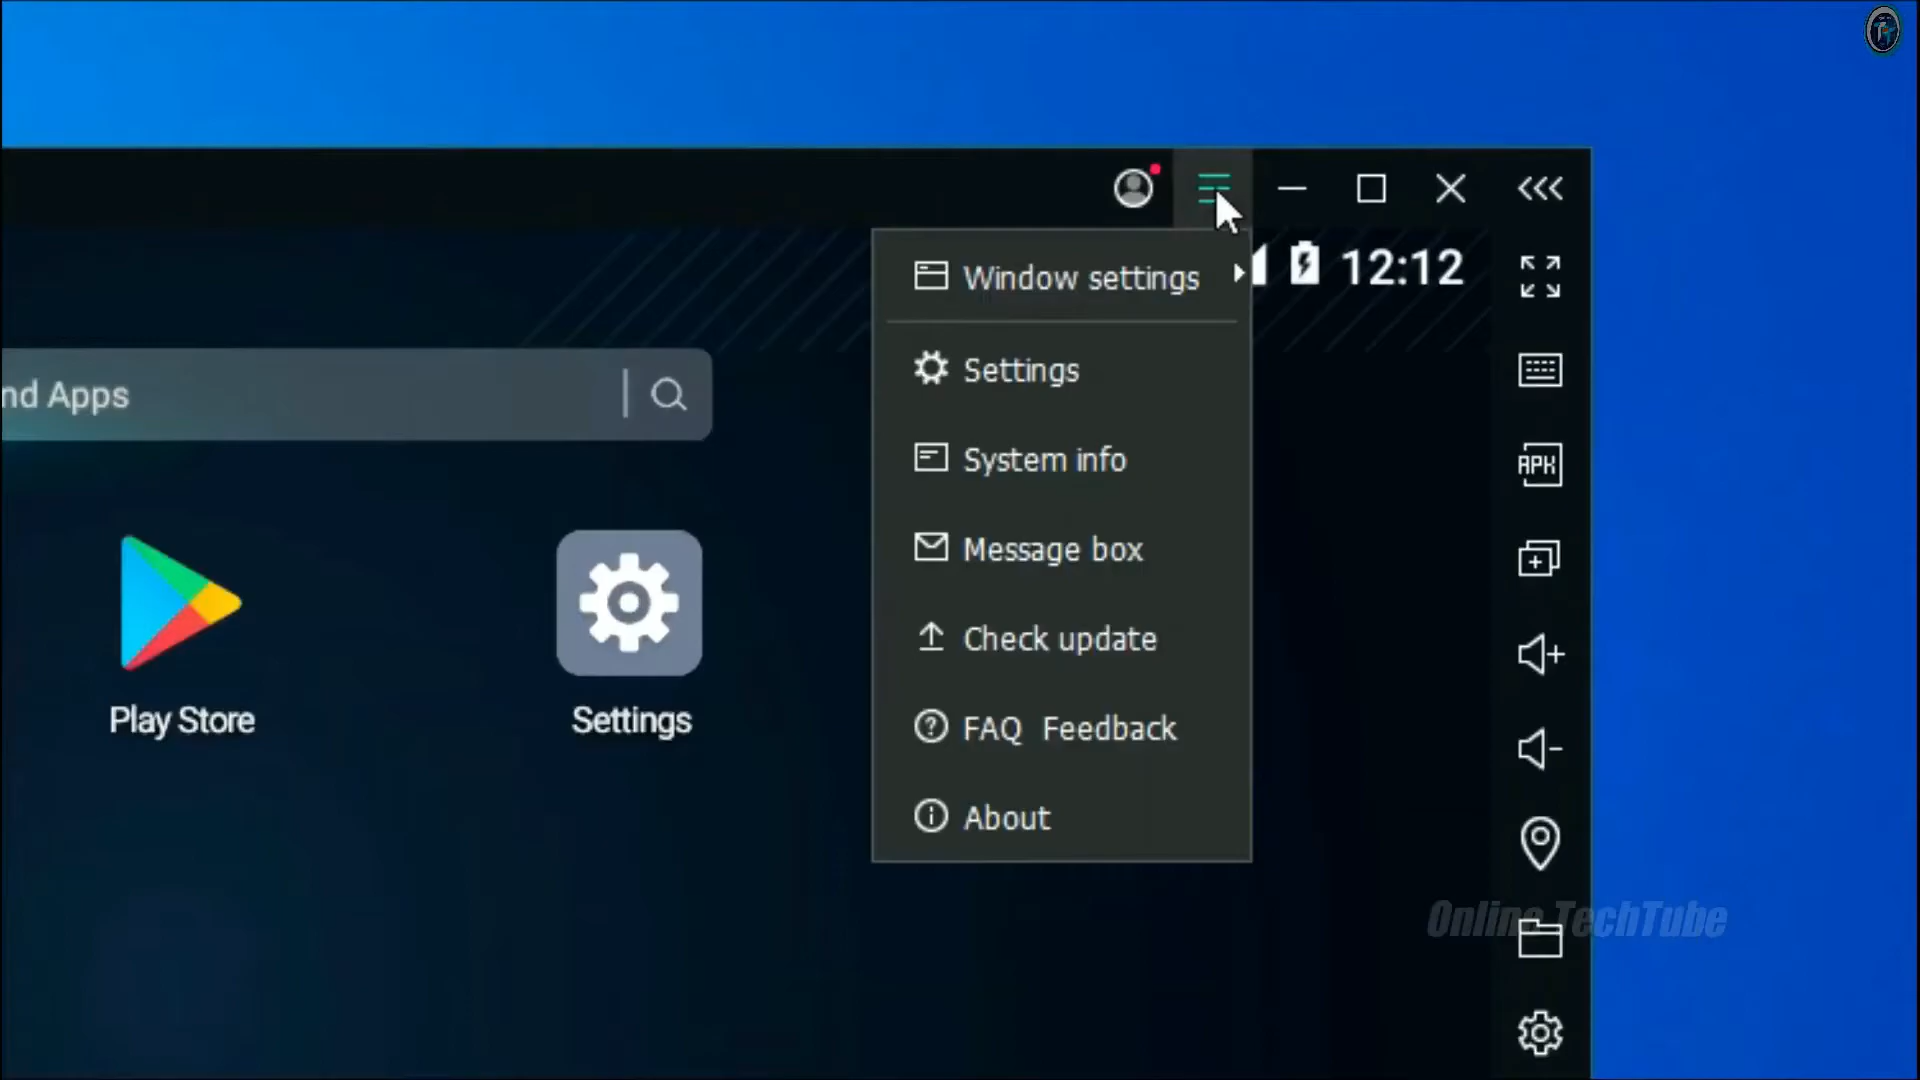 Window settings
12:12
nd Apps
Settings
System info
APK
Message box
Check update
Play Store
Settings
FAQ Feedback
About
Online TechTube